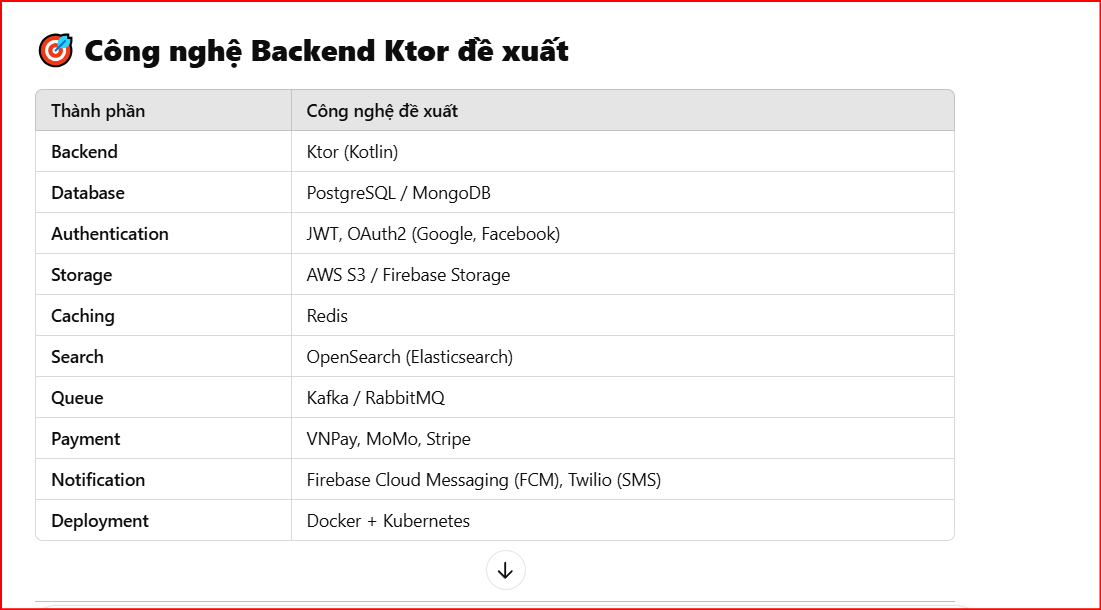 🎯 Công nghệ Backend Ktor đề xuất
Thành phần Công nghệ đề xuất
Backend Ktor (Kotlin)
Database PostgreSQL / MongoDB
Authentication JWT, OAuth2 (Google, Facebook)
Storage AWS S3 / Firebase Storage
Caching Redis
Search OpenSearch (Elasticsearch)
Queue Kafka / RabbitMQ
Payment VNPay, MoMo, Stripe
Notification Firebase Cloud Messaging (FCM), Twilio (SMS)
Deployment Docker + Kubernetes